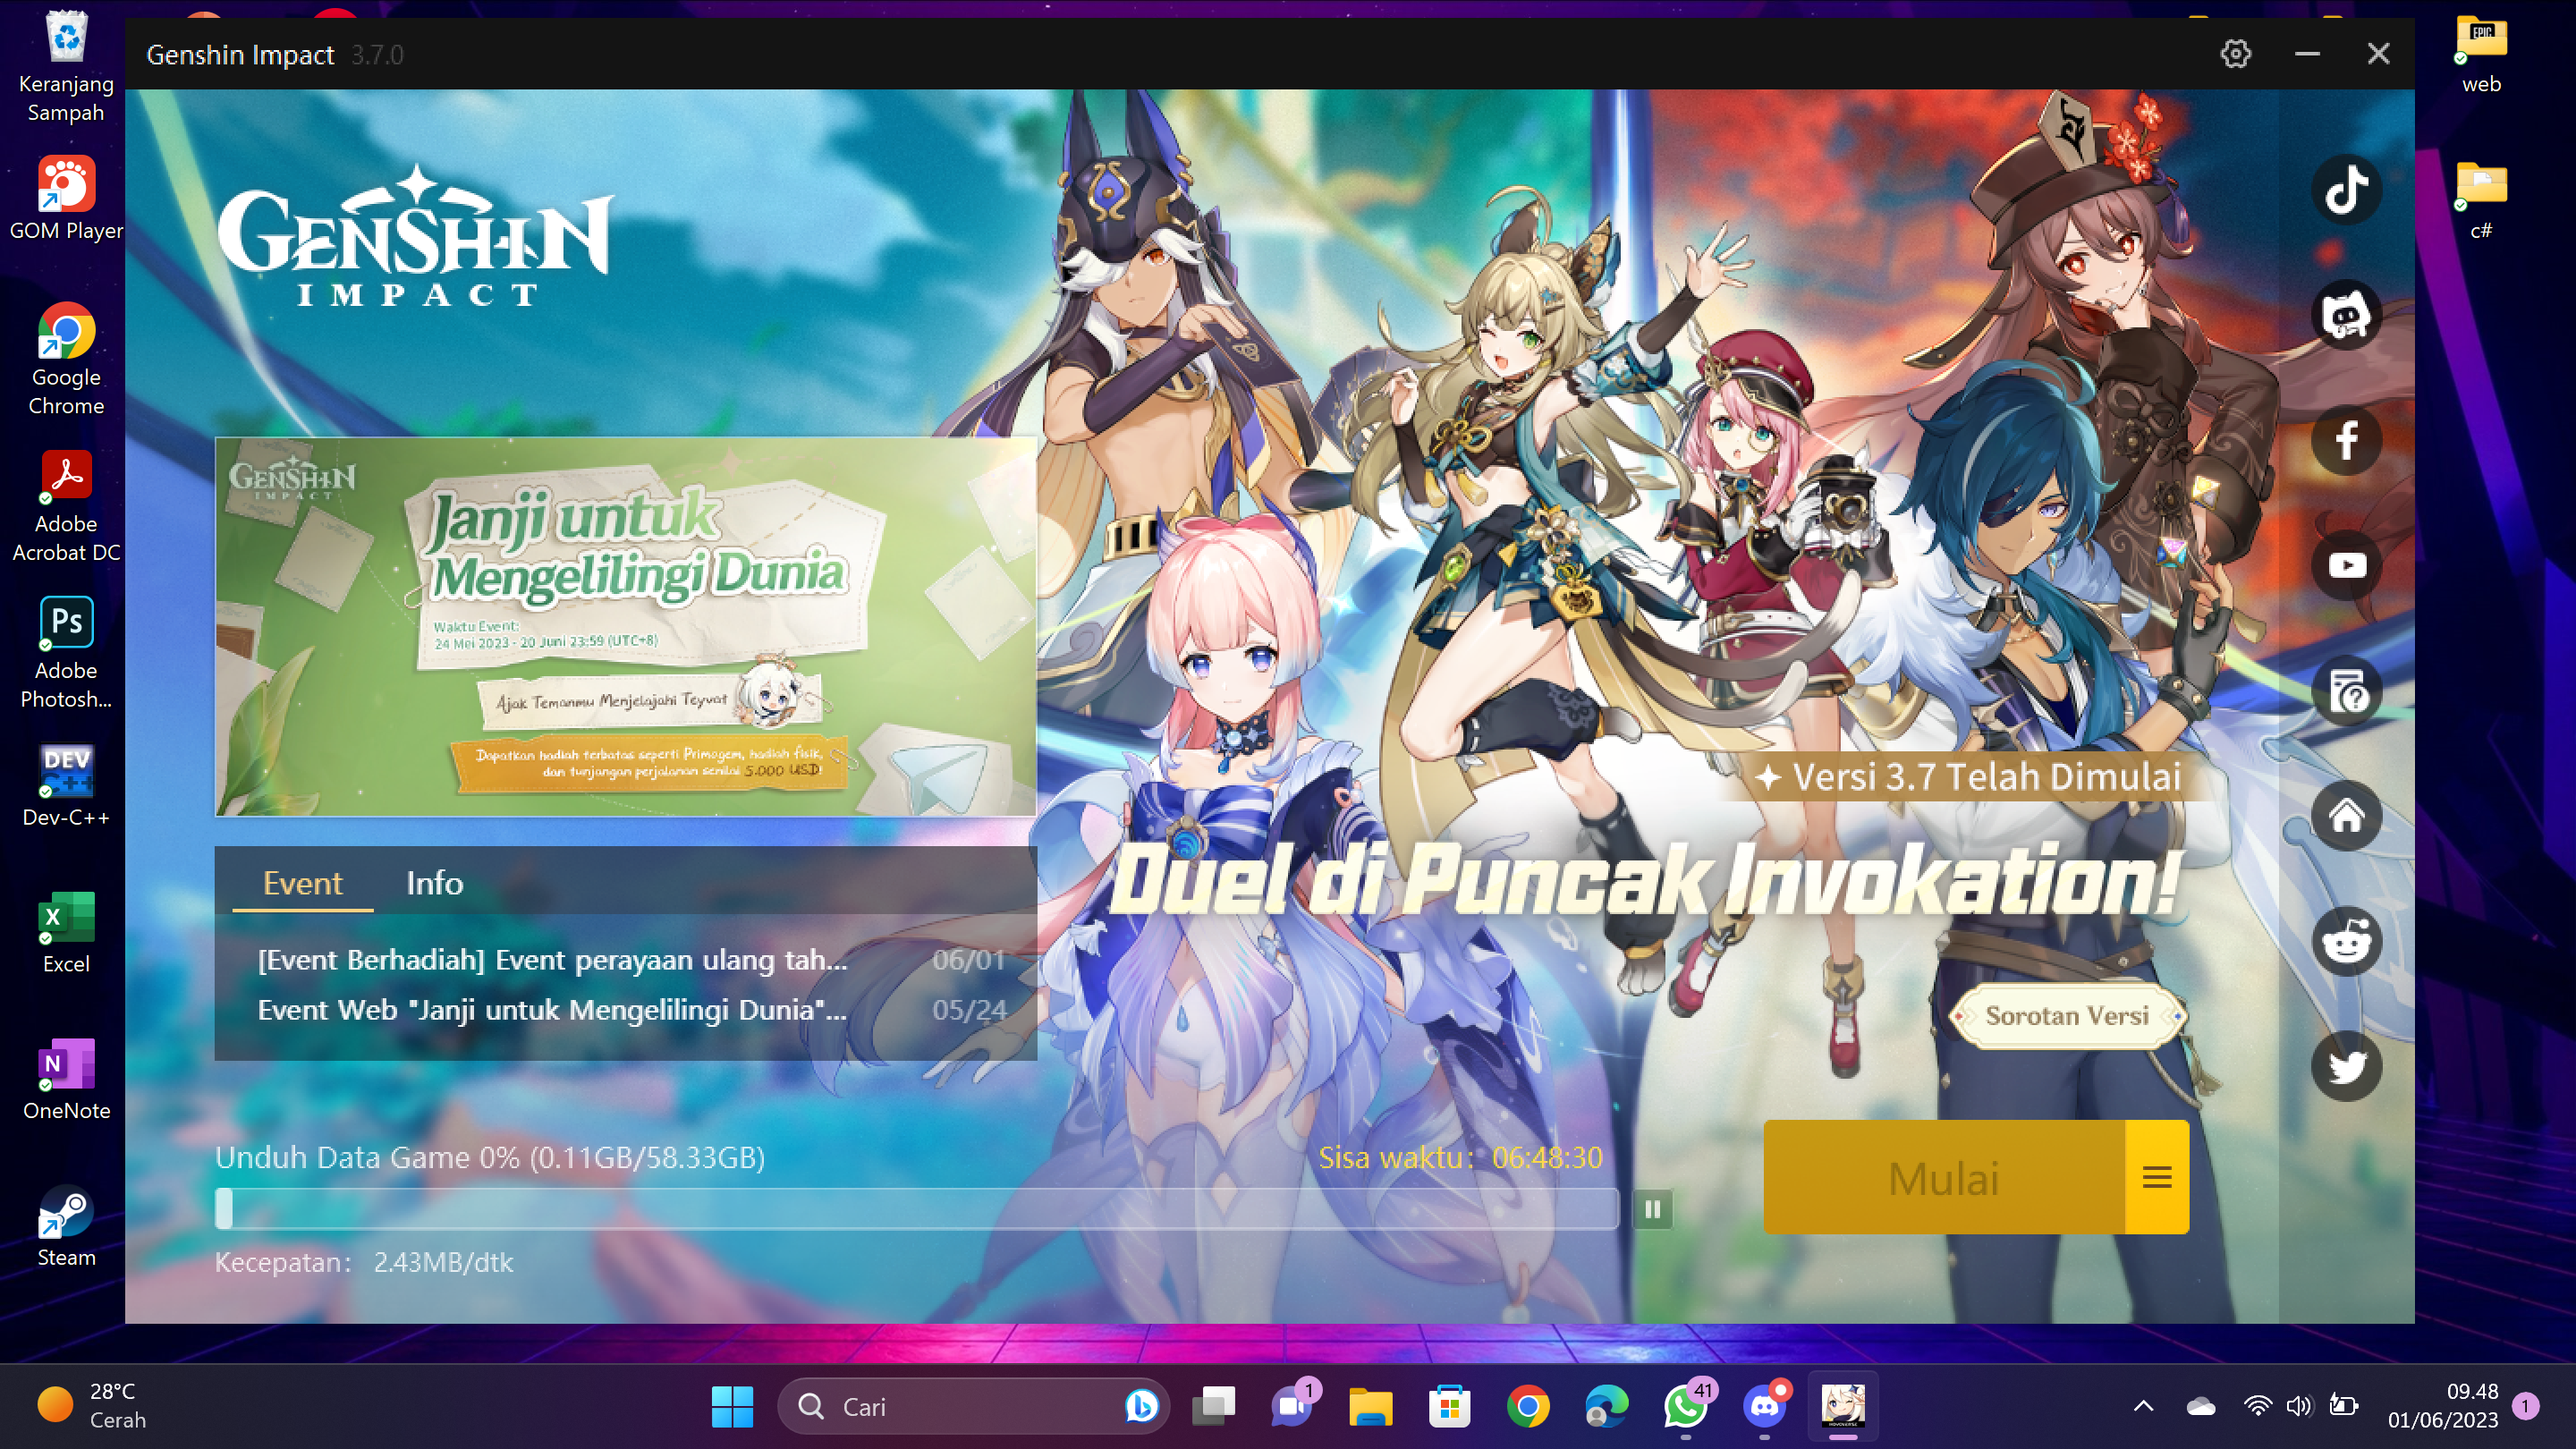 Keranjang
Sampah
GOM Player
Google
Chrome
Adobe
Acrobat DC
Ps
Adobe
Photosh...
DEV
C++
Dev-C++
X
Excel
N
OneNote
Steam
EPIC
web
c#
Genshin Impact 3.7.0
GENSHIN
IMPACT
GENSHIN
IMPACT
Janji untuk
Mengelilingi Dunia
Waktu Event:
24 Mei 2023 - 20 Juni 23:59 (UTC+8)
Ajak Temanmu Menjelajahi Teyvat
Dapatkan hadiah terbatas seperti Primogem, hadiah fisik,
dan tunjangan perjalanan senilai 5.000 USD!
Event Info
[Event Berhadiah] Event perayaan ulang tah... 06/01
Event Web "Janji untuk Mengelilingi Dunia"... 05/24
Versi 3.7 Telah Dimulai
Duel di Puncak Invokation!
Sorotan Versi
Unduh Data Game 0% (0.11GB/58.33GB)
Sisa waktu: 06:48:30
Kecepatan: 2.43MB/dtk
Mulai
28°C
Cerah
Cari
1
41
09.48
01/06/2023
1